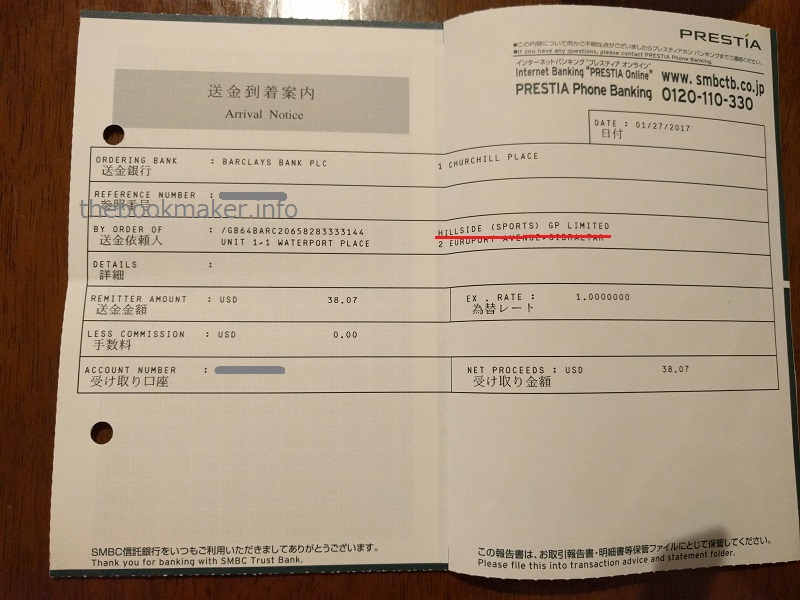 PRESTIA
●この内容について何かご不明な点がございましたらプレスティアホン バンキングまでご連絡ください。
●If you have any questions, please contact PRESTIA Phone Banking.
インターネットバンキング"プレスティア オンライン"
Internet Banking "PRESTIA Online" www. smbctb.co.jp
PRESTIA Phone Banking 0120-110-330
送金到着案内
Arrival Notice
DATE : 01/27/2017
日付
ORDERING BANK : BARCLAYS BANK PLC 1 CHURCHILL PLACE
送金銀行
REFERENCE NUMBER :
参照番号
thebookmaker.info
BY ORDER OF : /GB64BARC20658283333144 HILLSIDE (SPORTS) GP LIMITED
送金依頼人 UNIT 1.1 WATERPORT PLACE 2 EUROPORT AVENUE,GIBRALTAR
DETAILS :
詳細
REMITTER AMOUNT : USD 38.07 EX . RATE : 1.0000000
送金金額 為替レート
LESS COMMISSION : USD 0.00
手数料
ACCOUNT NUMBER : NET PROCEEDS : USD 38.07
受け取り口座 受け取り金額
SMBC信託銀行をいつもご利用いただきましてありがとうございます。
Thank you for banking with SMBC Trust Bank.
この報告書は、お取引報告書・明細書等保管ファイルにとじて保管してください。
Please file this into transaction advice and statement folder.